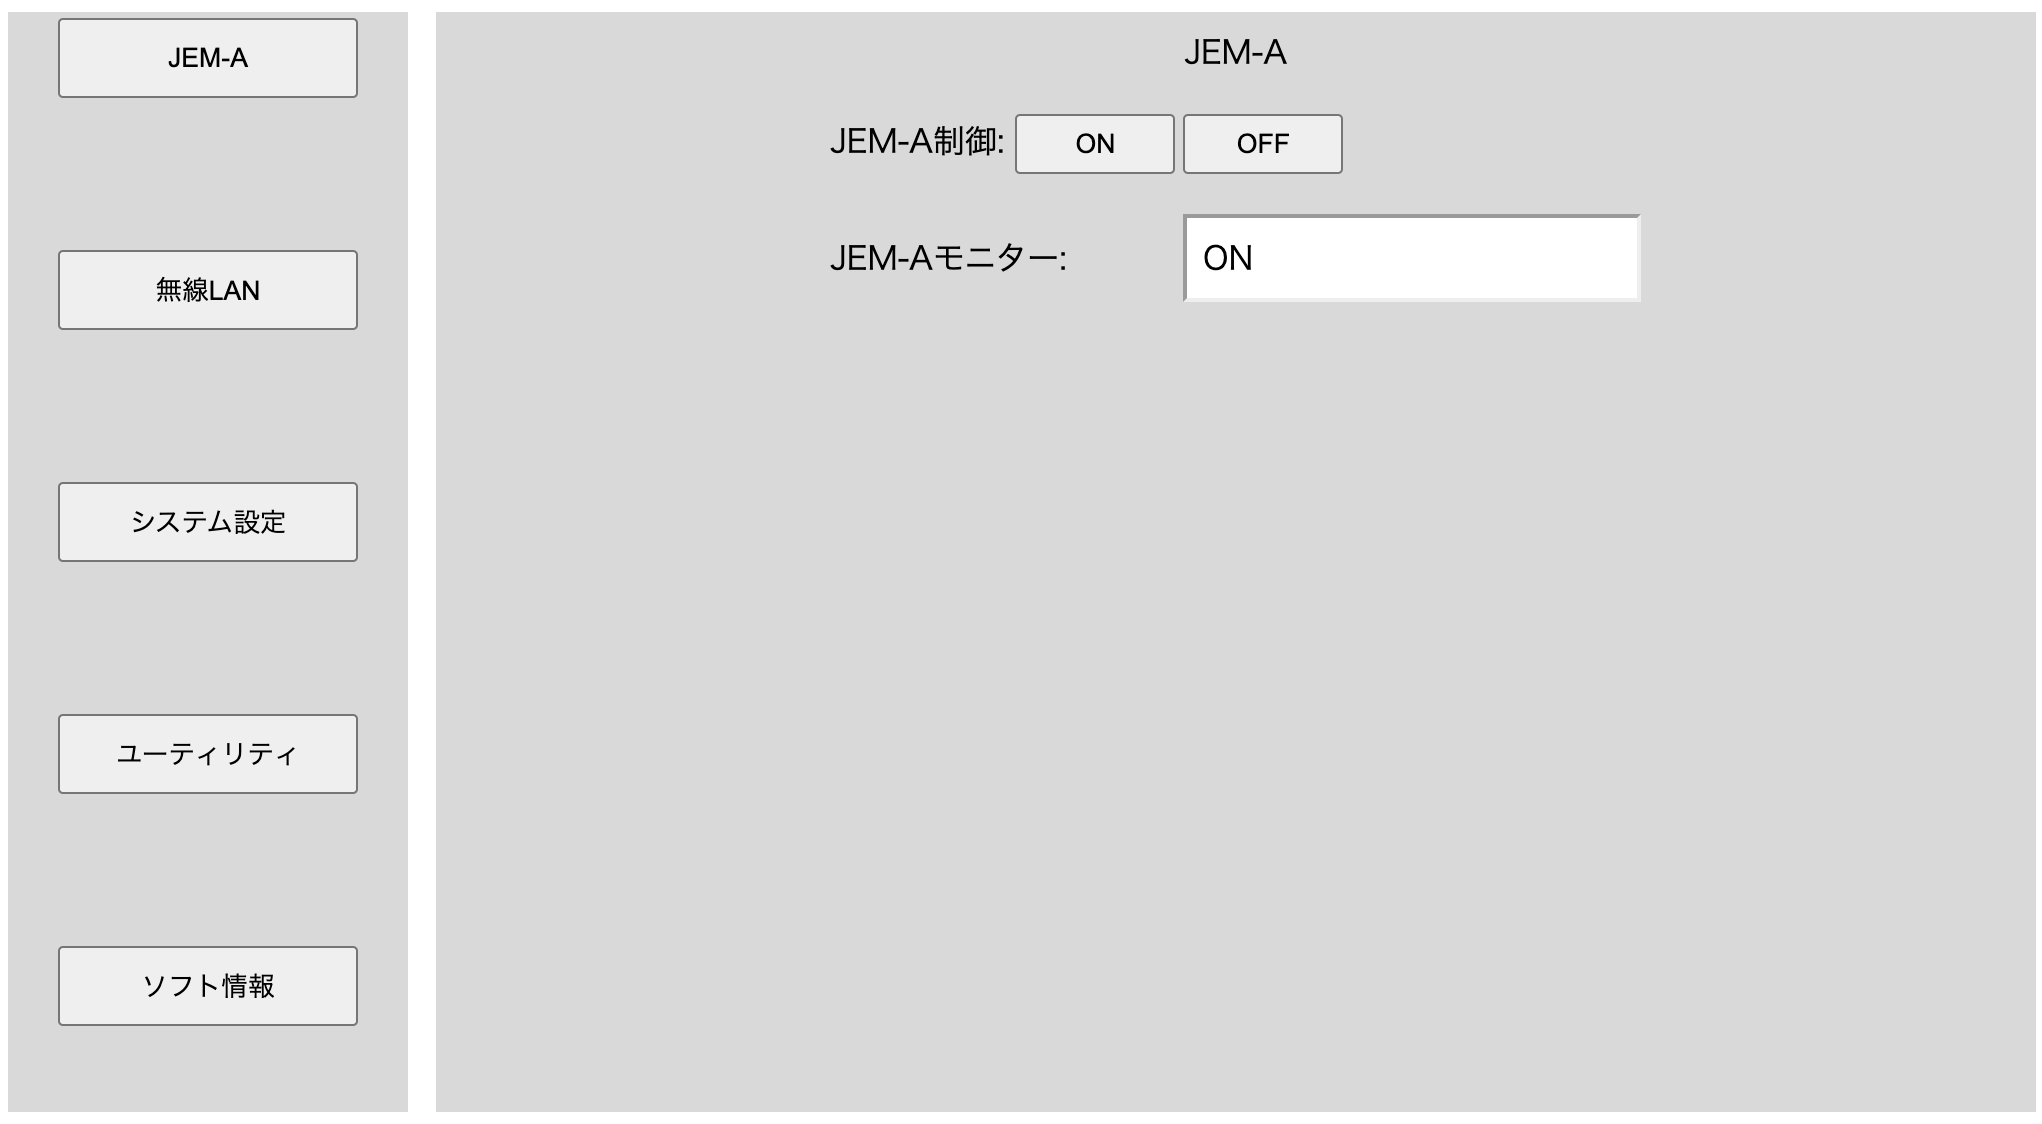 JEM-A
無線LAN
システム設定
ユーティリティ
ソフト情報
JEM-A
JEM-A制御: ON OFF
JEM-Aモニター: ON